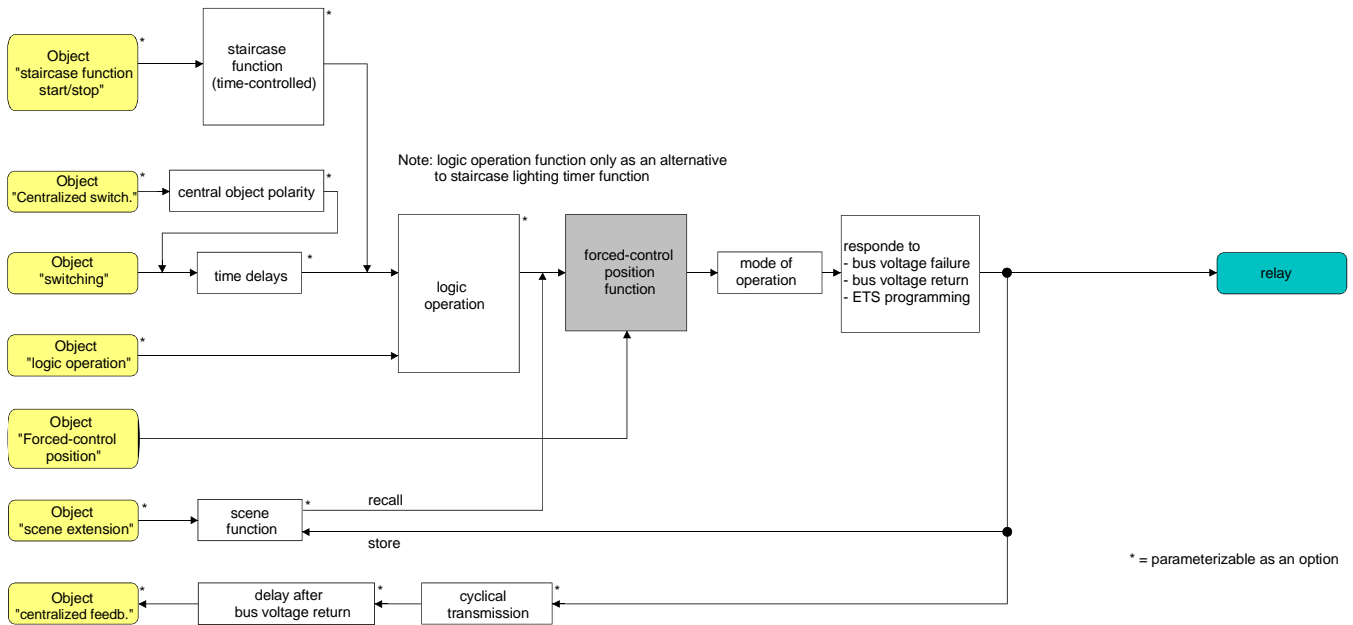 *
Object
"staircase function
start/stop"
*
staircase
function
(time-controlled)
Note: logic operation function only as an alternative
to staircase lighting timer function
Object
"Centralized switch."
*
central object polarity
*
Object
"switching"
time delays
*
logic
operation
*
forced-control
position
function
mode of
operation
responde to
- bus voltage failure
- bus voltage return
- ETS programming
relay
Object
"logic operation"
*
Object
"Forced-control
position"
Object
"scene extension"
*
scene
function
*
recall
store
* = parameterizable as an option
Object
"centralized feedb."
*
delay after
bus voltage return
*
cyclical
transmission
*